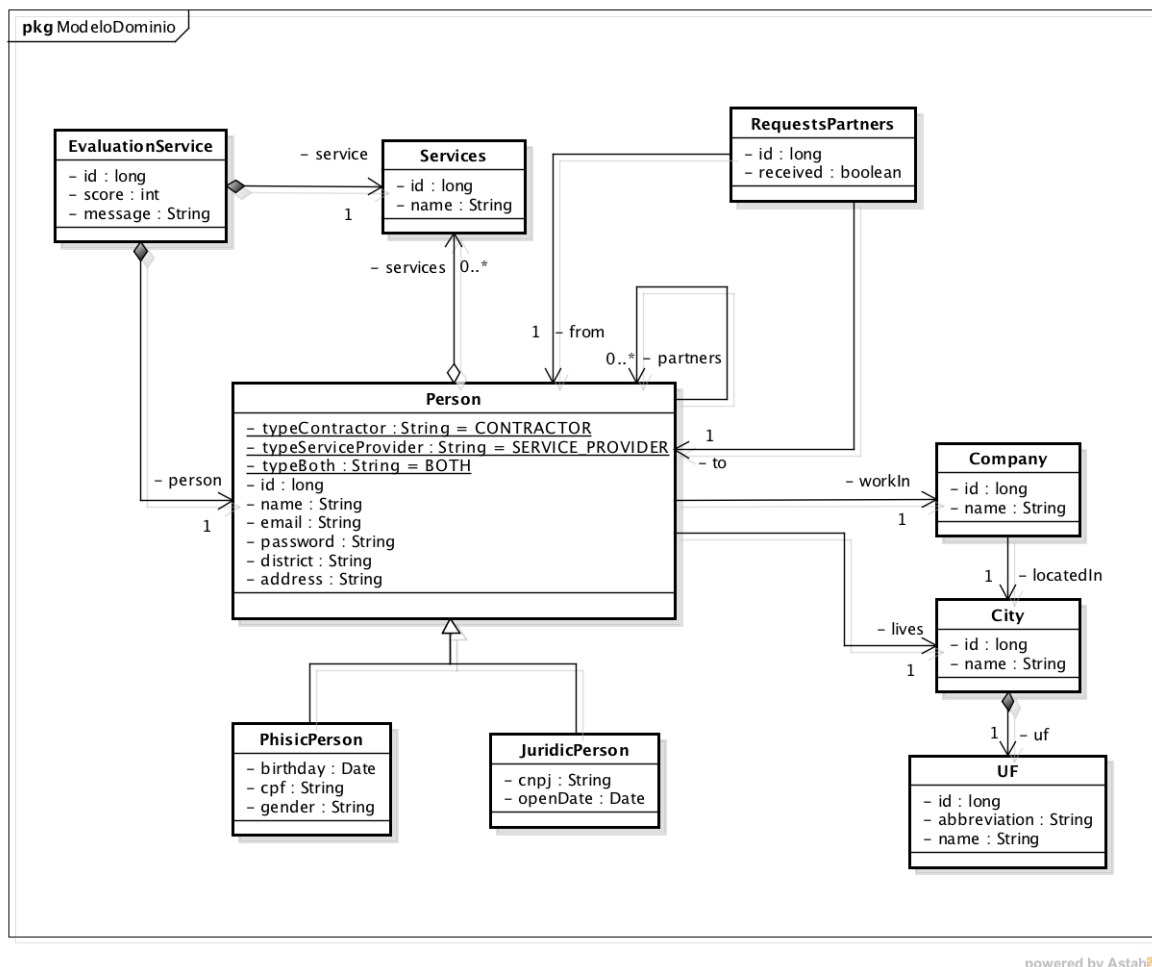 pkg ModeloDominio
EvaluationService
- id : long
- score : int
- message : String
- service
1
Services
- id : long
- name : String
RequestsPartners
- id : long
- received : boolean
- services 0..*
1 - from
0..* - partners
1
- to
Person
- typeContractor : String = CONTRACTOR
- typeServiceProvider : String = SERVICE_PROVIDER
- typeBoth : String = BOTH
- id : long
- name : String
- email : String
- password : String
- district : String
- address : String
- person
1
- workIn
1
Company
- id : long
- name : String
1 - locatedIn
- lives
1
City
- id : long
- name : String
1 - uf
UF
- id : long
- abbreviation : String
- name : String
PhisicPerson
- birthday : Date
- cpf : String
- gender : String
JuridicPerson
- cnpj : String
- openDate : Date
powered by Astah